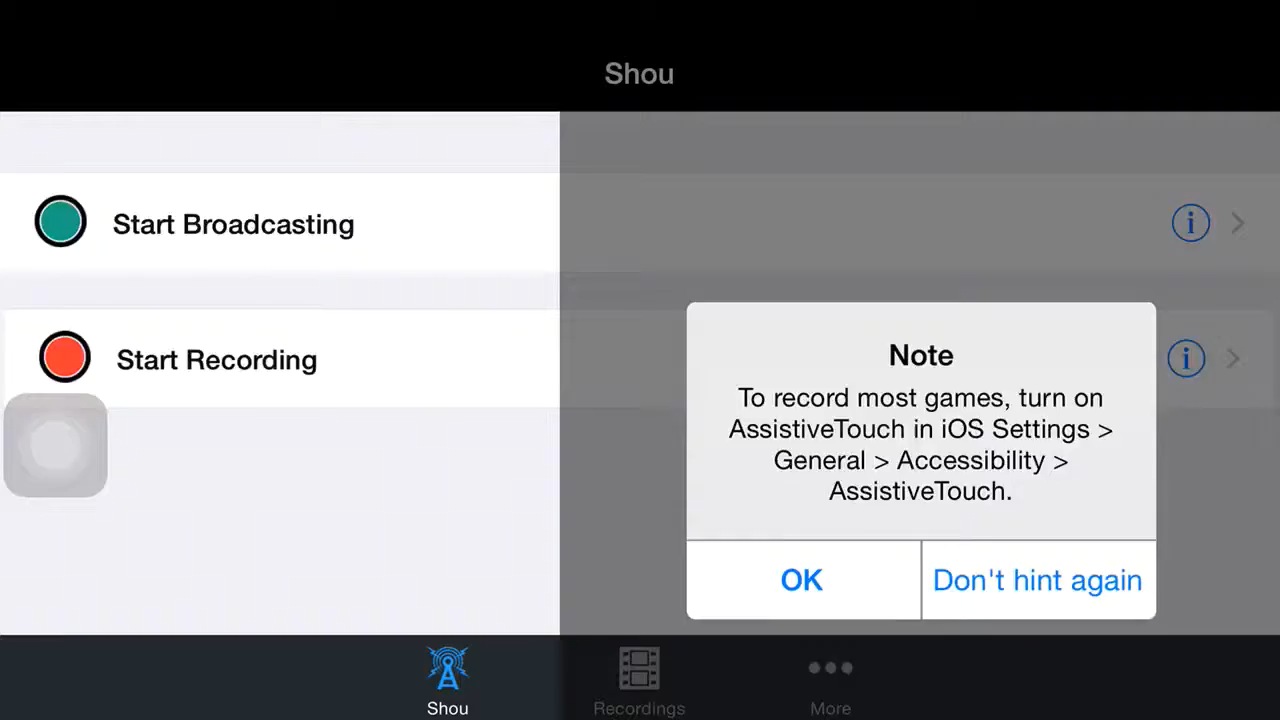 Shou
Start Broadcasting
Start Recording
Note
To record most games, turn on
AssistiveTouch in iOS Settings >
General > Accessibility >
AssistiveTouch.
OK
Don't hint again
Shou
Recordings
More